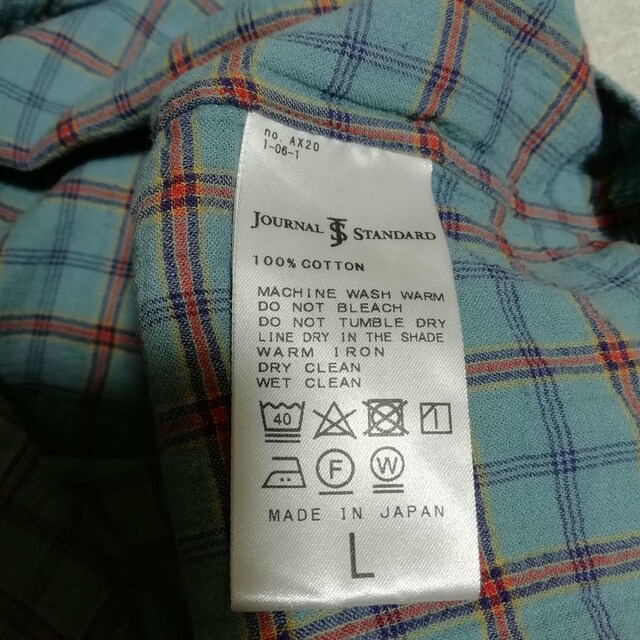 no. AX20
1-06-1
JOURNAL JS STANDARD
100% COTTON
MACHINE WASH WARM
DO NOT BLEACH
DO NOT TUMBLE DRY
LINE DRY IN THE SHADE
WARM IRON
DRY CLEAN
WET CLEAN
40
F W
MADE IN JAPAN
L